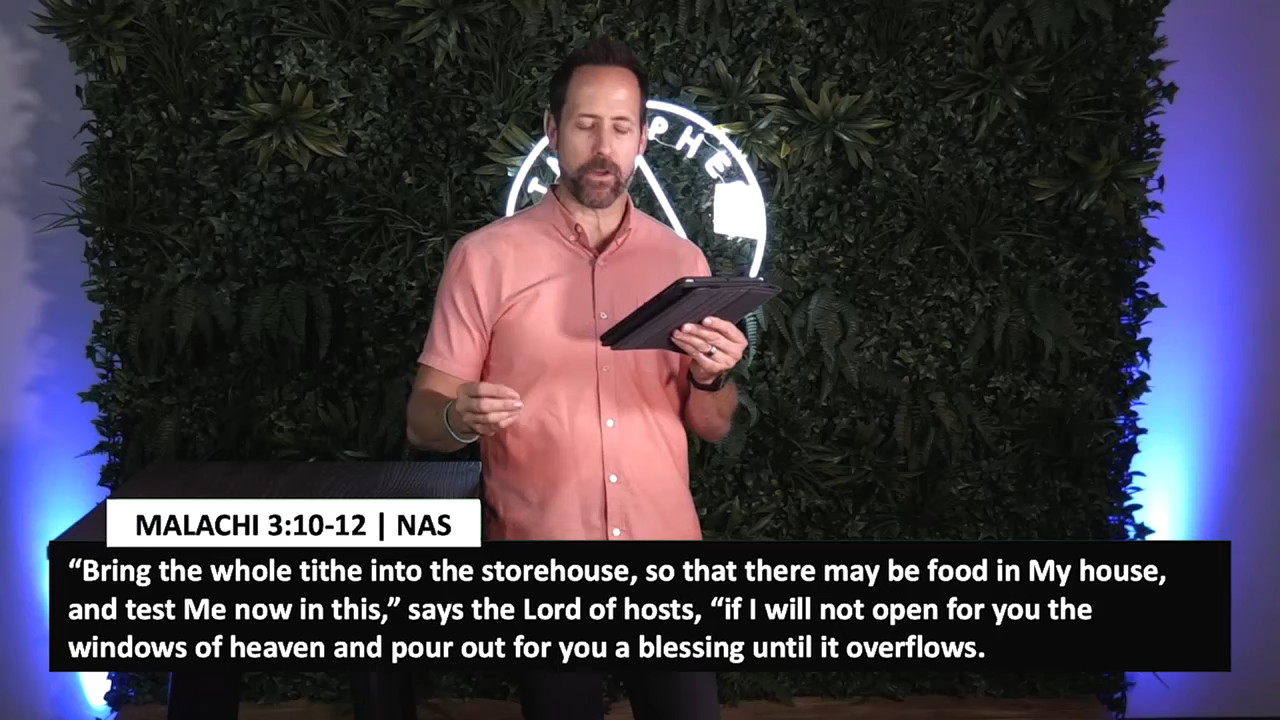 MALACHI 3:10-12 | NAS
“Bring the whole tithe into the storehouse, so that there may be food in My house,
and test Me now in this,” says the Lord of hosts, “if I will not open for you the
windows of heaven and pour out for you a blessing until it overflows.